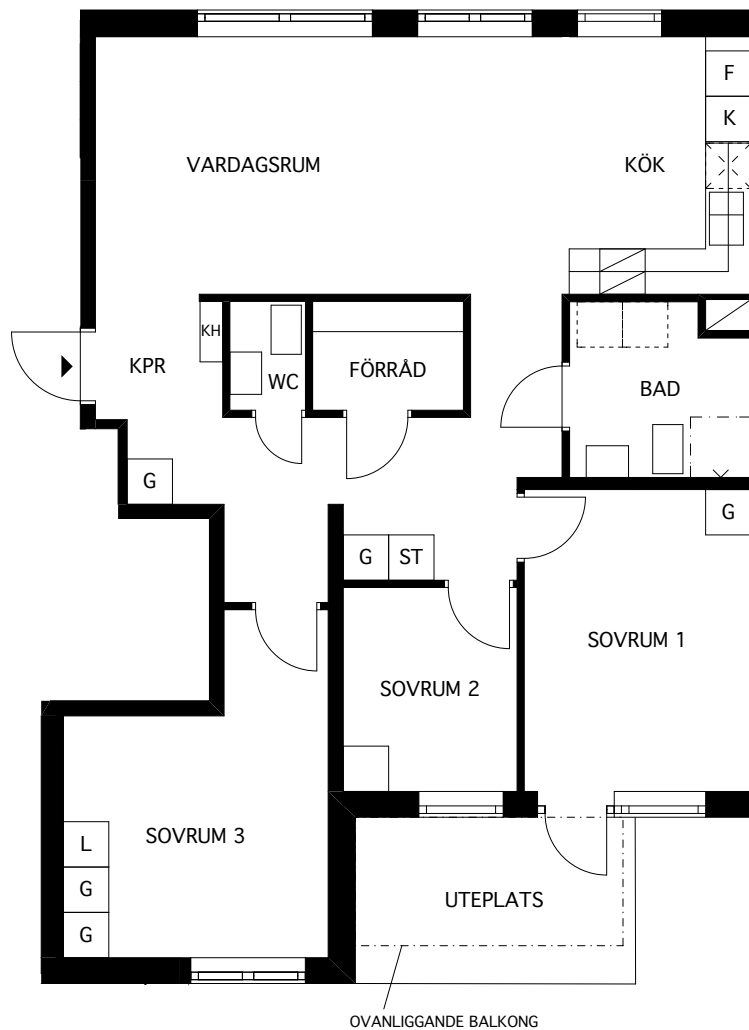 F
K
VARDAGSRUM
KÖK
KH
KPR
WC
FÖRRÅD
BAD
G
G
G
ST
SOVRUM 1
SOVRUM 2
SOVRUM 3
L
G
G
UTEPLATS
OVANLIGGANDE BALKONG